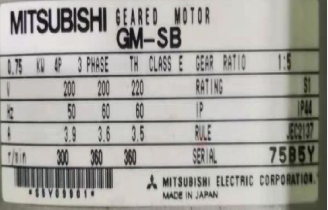 MITSUBISHI GEARED MOTOR
GM-SB
0.75 KW 4P 3 PHASE TH CLASS E GEAR RATIO 1:5
V 200 200 220 RATING S1
Hz 50 60 60 IP IP44
A 3.9 3.6 3.5 RULE JEC2137
r/min 300 360 360 SERIAL 75B5Y
MITSUBISHI ELECTRIC CORPORATION.
MADE IN JAPAN